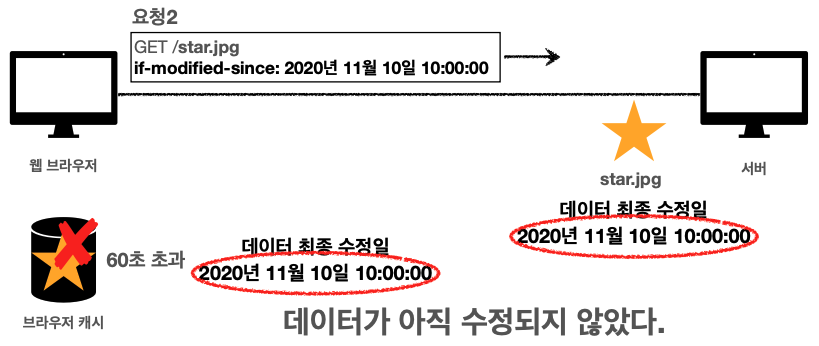 요청2
GET /star.jpg
if-modified-since: 2020년 11월 10일 10:00:00
웹 브라우저
서버
star.jpg
데이터 최종 수정일
2020년 11월 10일 10:00:00
60초 초과
데이터 최종 수정일
2020년 11월 10일 10:00:00
브라우저 캐시
데이터가 아직 수정되지 않았다.